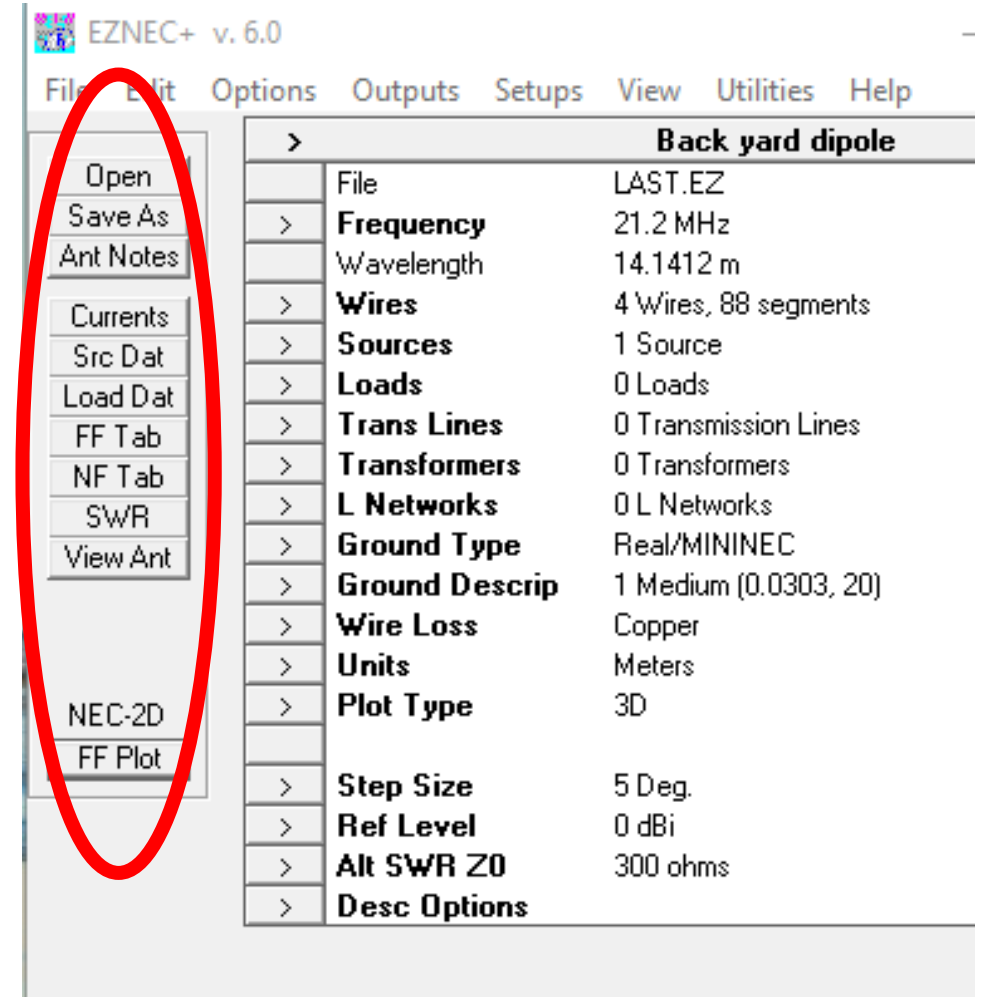 EZNEC+ v. 6.0
File Edit Options Outputs Setups View Utilities Help
Open
Save As
Ant Notes
Currents
Src Dat
Load Dat
FF Tab
NF Tab
SWR
View Ant
NEC-2D
FF Plot
> Back yard dipole
File LAST.EZ
> Frequency 21.2 MHz
Wavelength 14.1412 m
> Wires 4 Wires, 88 segments
> Sources 1 Source
> Loads 0 Loads
> Trans Lines 0 Transmission Lines
> Transformers 0 Transformers
> L Networks 0 L Networks
> Ground Type Real/MININEC
> Ground Descrip 1 Medium (0.0303, 20)
> Wire Loss Copper
> Units Meters
> Plot Type 3D
> Step Size 5 Deg.
> Ref Level 0 dBi
> Alt SWR Z0 300 ohms
> Desc Options